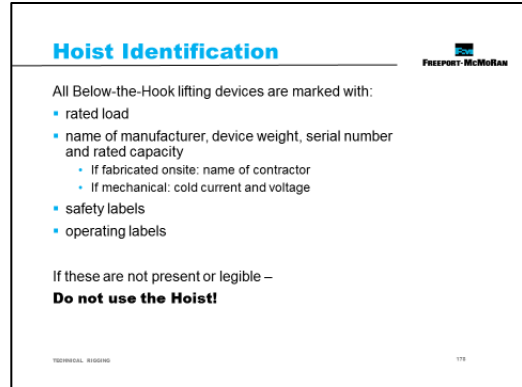 Hoist Identification
FCX
FREEPORT-McMoRAN
All Below-the-Hook lifting devices are marked with:
rated load
name of manufacturer, device weight, serial number
and rated capacity
If fabricated onsite: name of contractor
If mechanical: cold current and voltage
safety labels
operating labels
If these are not present or legible –
Do not use the Hoist!
TECHNICAL RIGGING